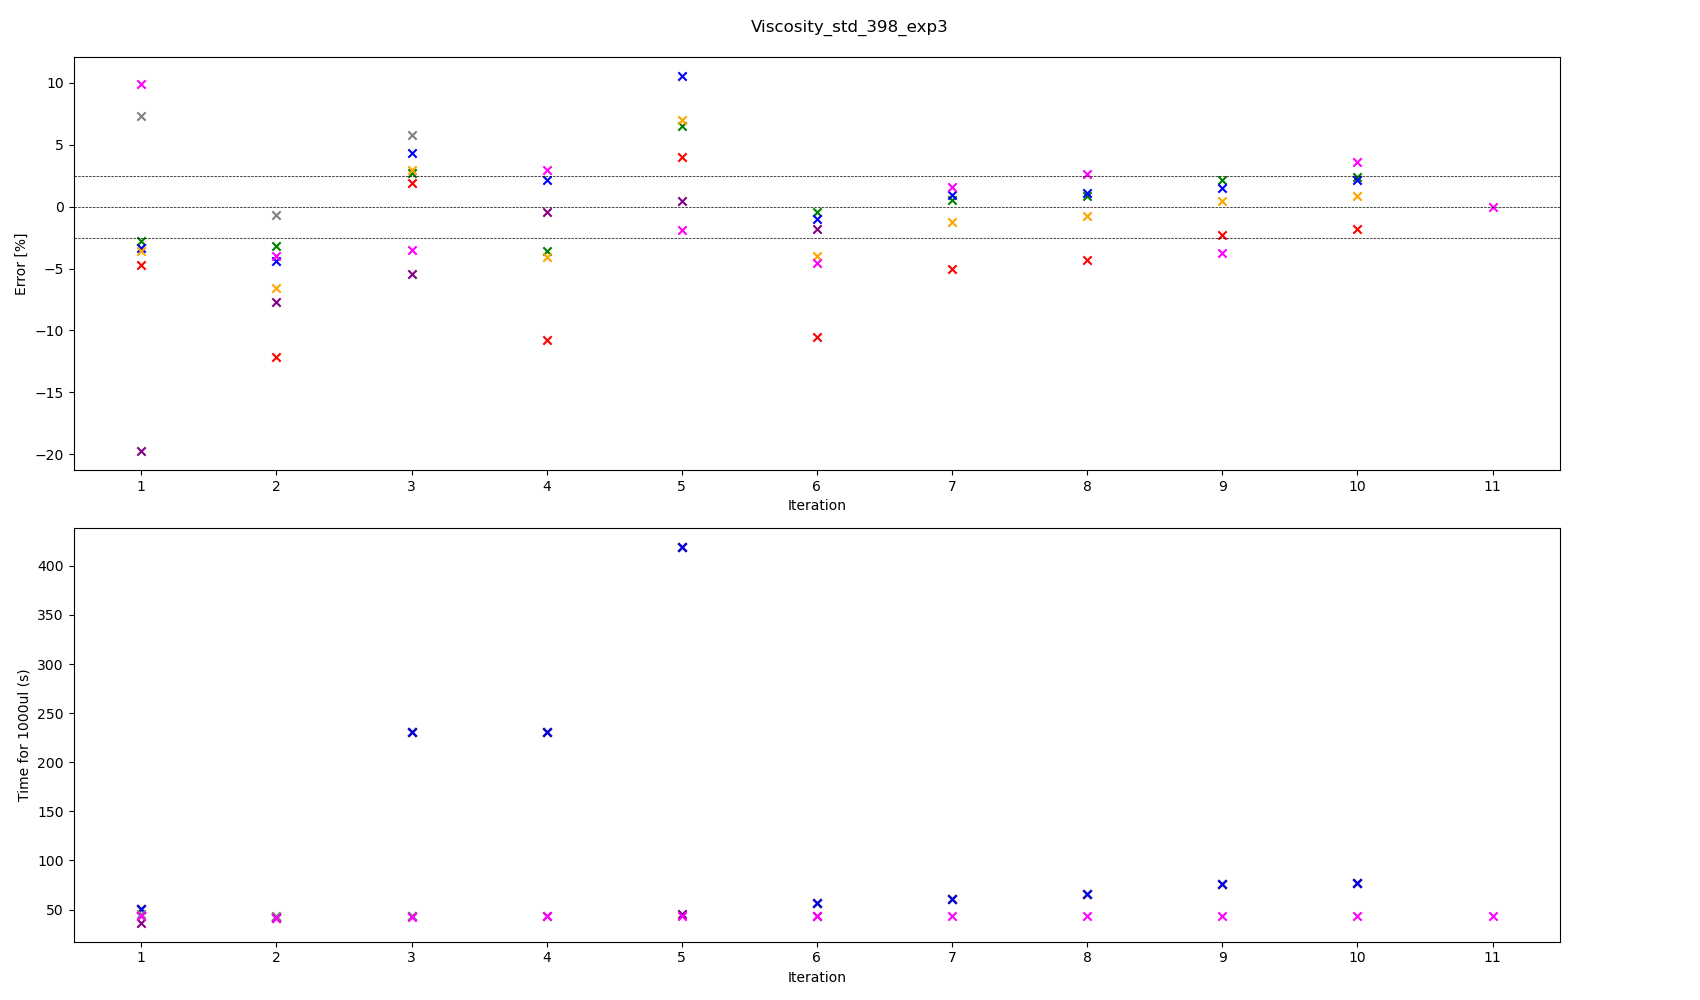 Viscosity_std_398_exp3
Error [%]
10
5
0
−5
−10
−15
−20
1 2 3 4 5 6 7 8 9 10 11
Iteration
Time for 1000ul (s)
400
350
300
250
200
150
100
50
1 2 3 4 5 6 7 8 9 10 11
Iteration